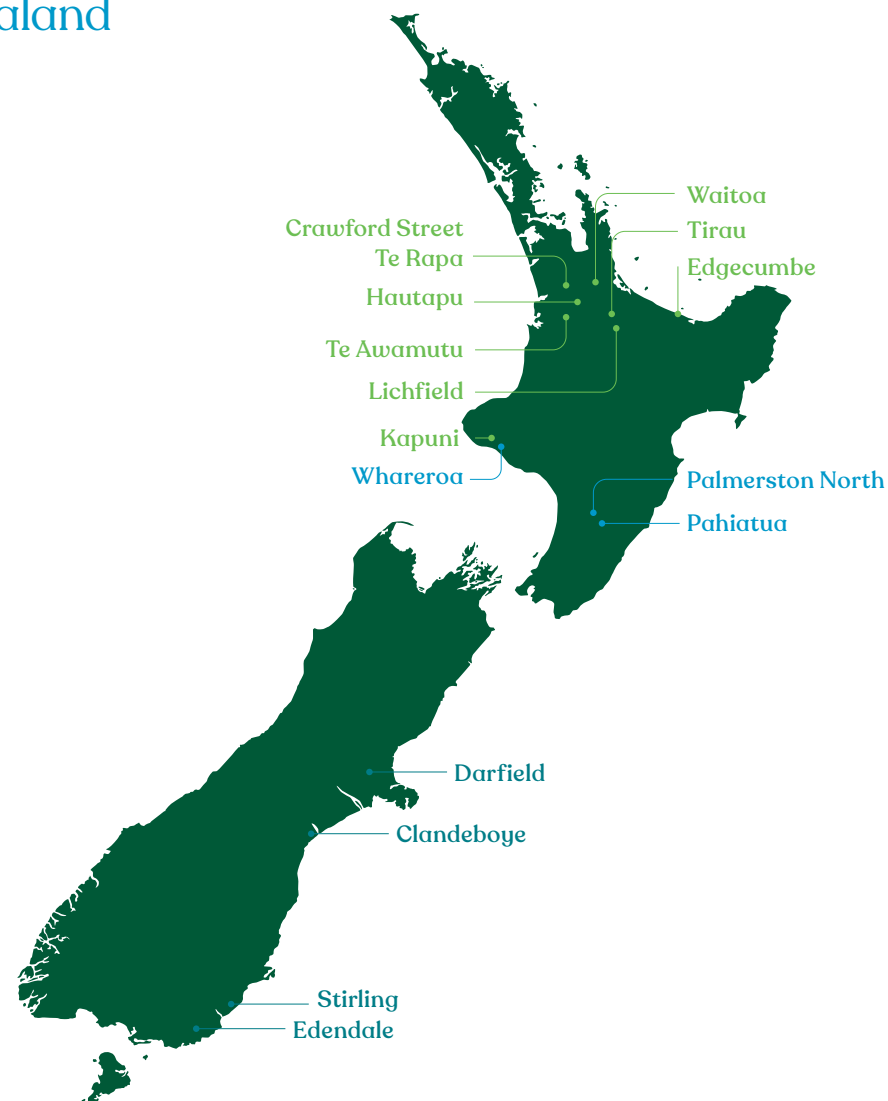 aland
Waitoa
Crawford Street
Tirau
Te Rapa
Edgecumbe
Hautapu
Te Awamutu
Lichfield
Kapuni
Whareroa
Palmerston North
Pahiatua
Darfield
Clandeboye
Stirling
Edendale